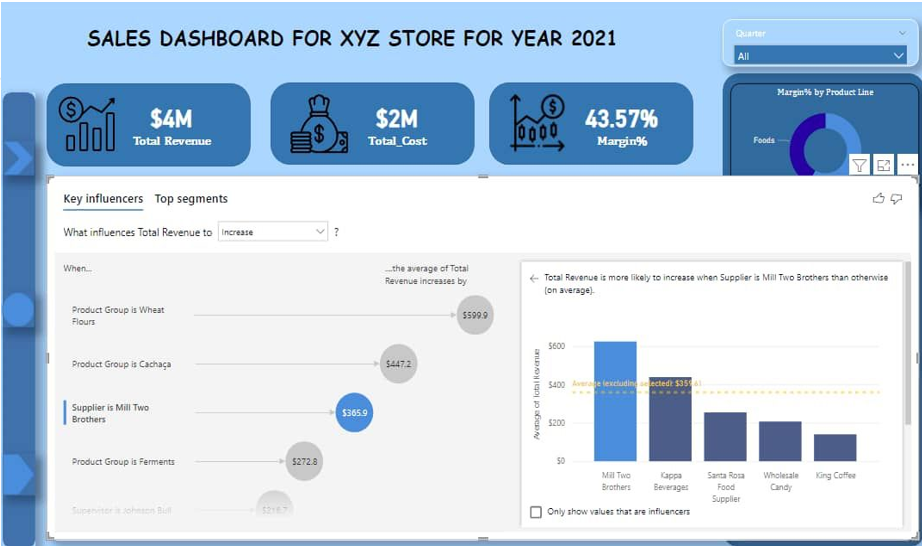 SALES DASHBOARD FOR XYZ STORE FOR YEAR 2021
Quarter
All
$4M
Total Revenue
$2M
Total_Cost
43.57%
Margin%
Margin% by Product Line
Foods
Key influencers Top segments
What influences Total Revenue to Increase ?
When...
...the average of Total
Revenue increases by
Product Group is Wheat
Flours
$599.9
Product Group is Cachaça
$447.2
Supplier is Mill Two
Brothers
$365.9
Product Group is Ferments
$272.8
Supervisor is Johnson Bull
Total Revenue is more likely to increase when Supplier is Mill Two Brothers than otherwise
(on average).
Average of Total Revenue
$600
$400
$200
$0
Average (excluding selected): $359.61
Mill Two
Brothers
Kappa
Beverages
Santa Rosa
Food
Supplier
Wholesale
Candy
King Coffee
Only show values that are influencers